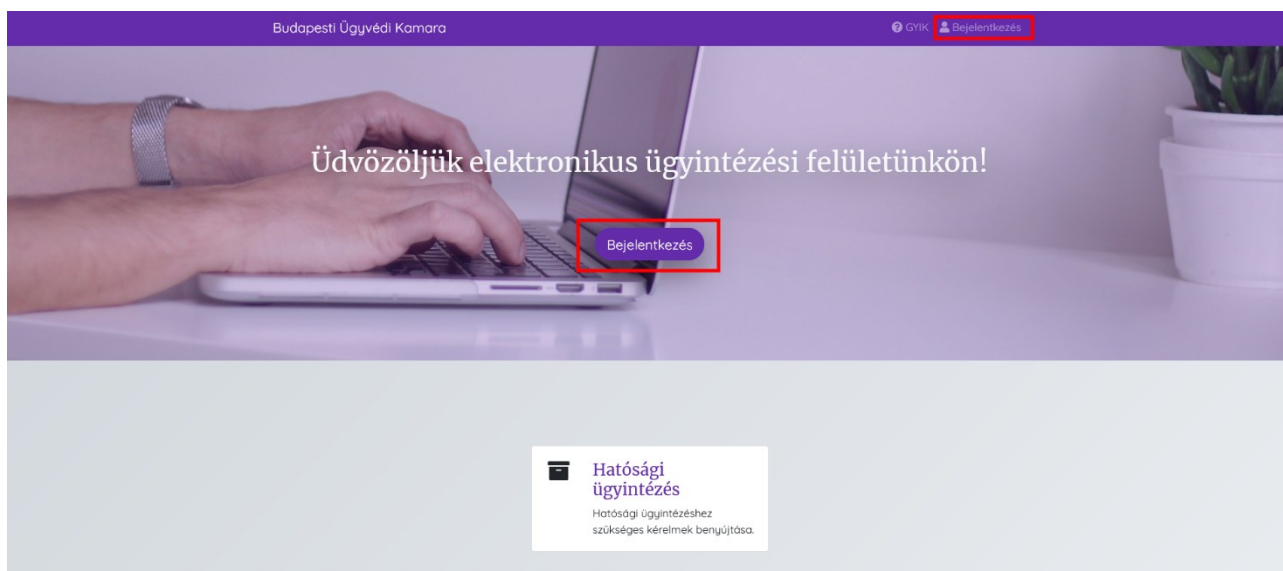 Budapesti Ügyvédi Kamara
GYIK Bejelentkezés
Üdvözöljük elektronikus ügyintézési felületünkön!
Bejelentkezés
Hatósági
ügyintézés
Hatósági ügyintézéshez
szükséges kérelmek benyújtása.